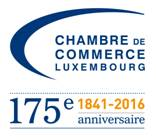 CHAMBRE DE
COMMERCE
LUXEMBOURG
175e 1841-2016
anniversaire